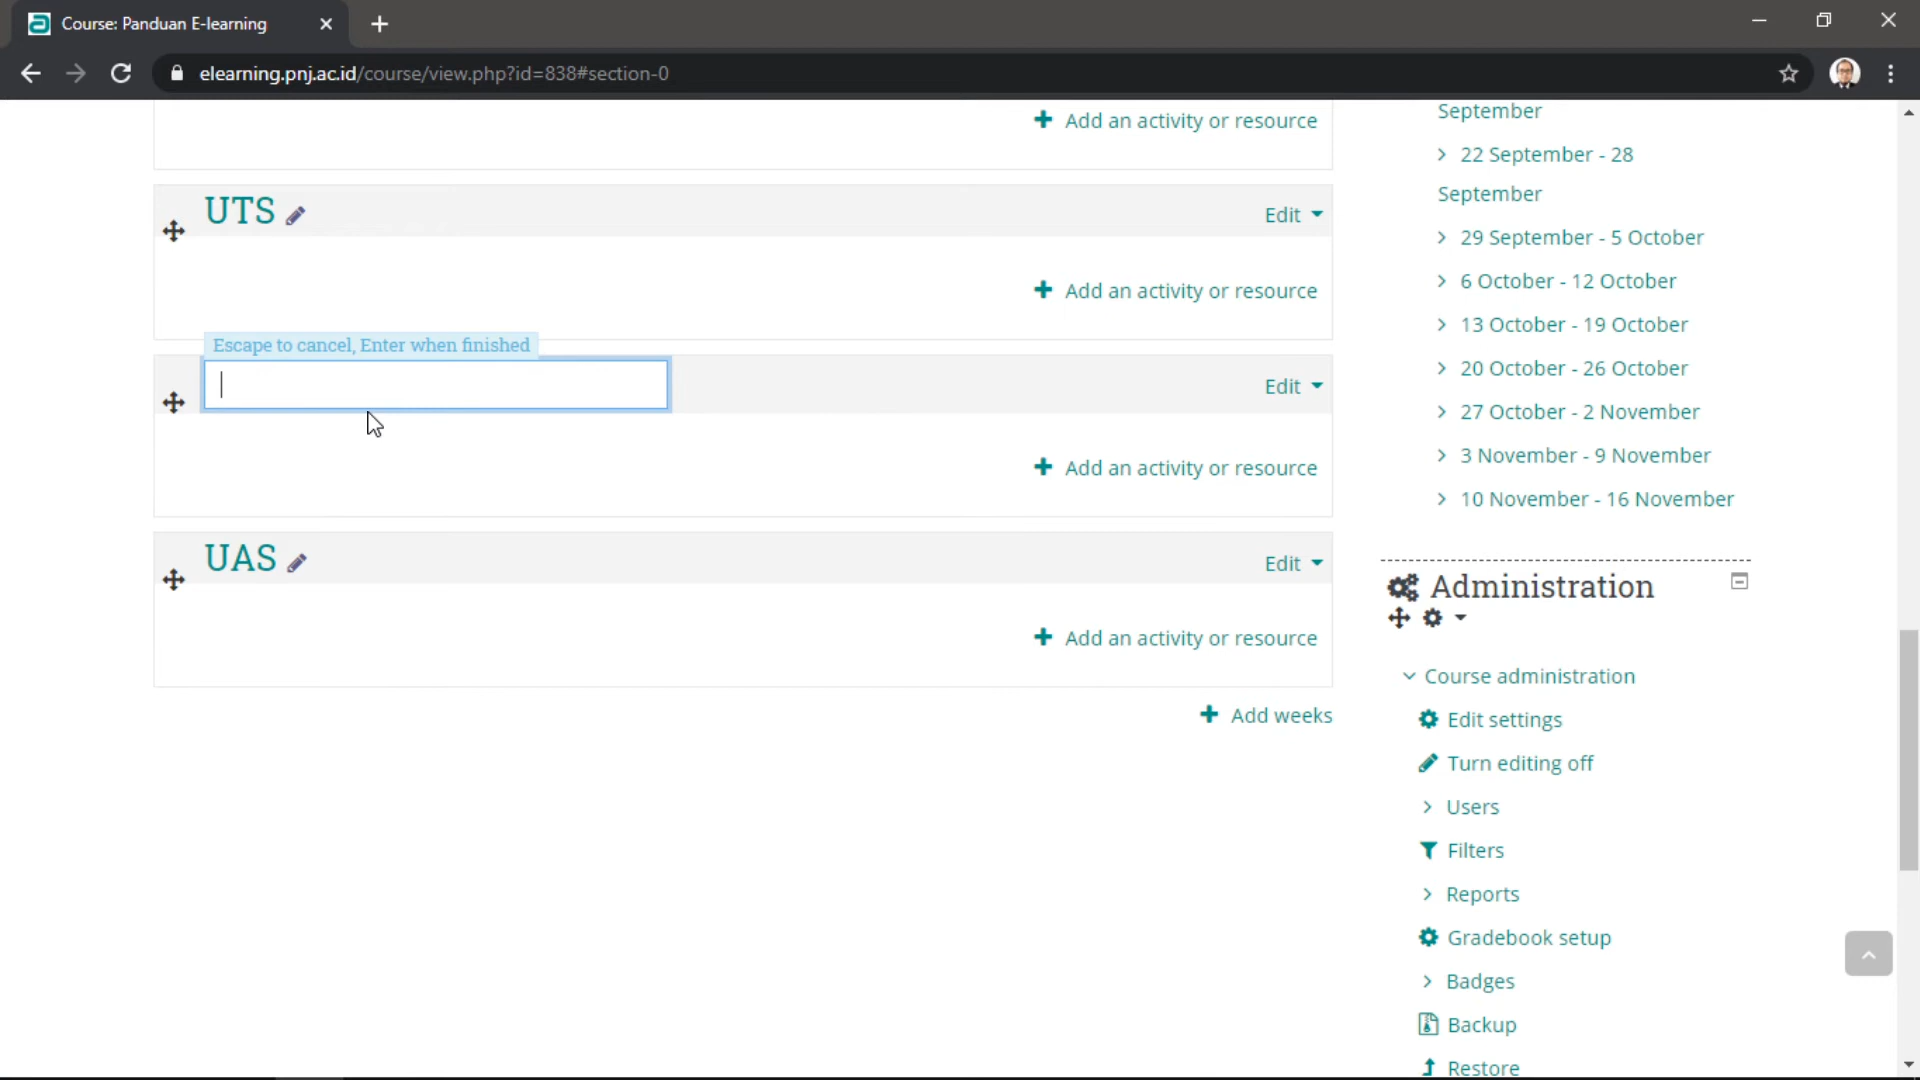 Course: Panduan E-learning
elearning.pnj.ac.id/course/view.php?id=838#section-0
Add an activity or resource
UTS
Edit
Add an activity or resource
Escape to cancel, Enter when finished
Edit
Add an activity or resource
UAS
Edit
Add an activity or resource
Add weeks
September
22 September - 28
September
29 September - 5 October
6 October - 12 October
13 October - 19 October
20 October - 26 October
27 October - 2 November
3 November - 9 November
10 November - 16 November
Administration
Course administration
Edit settings
Turn editing off
Users
Filters
Reports
Gradebook setup
Badges
Backup
Restore